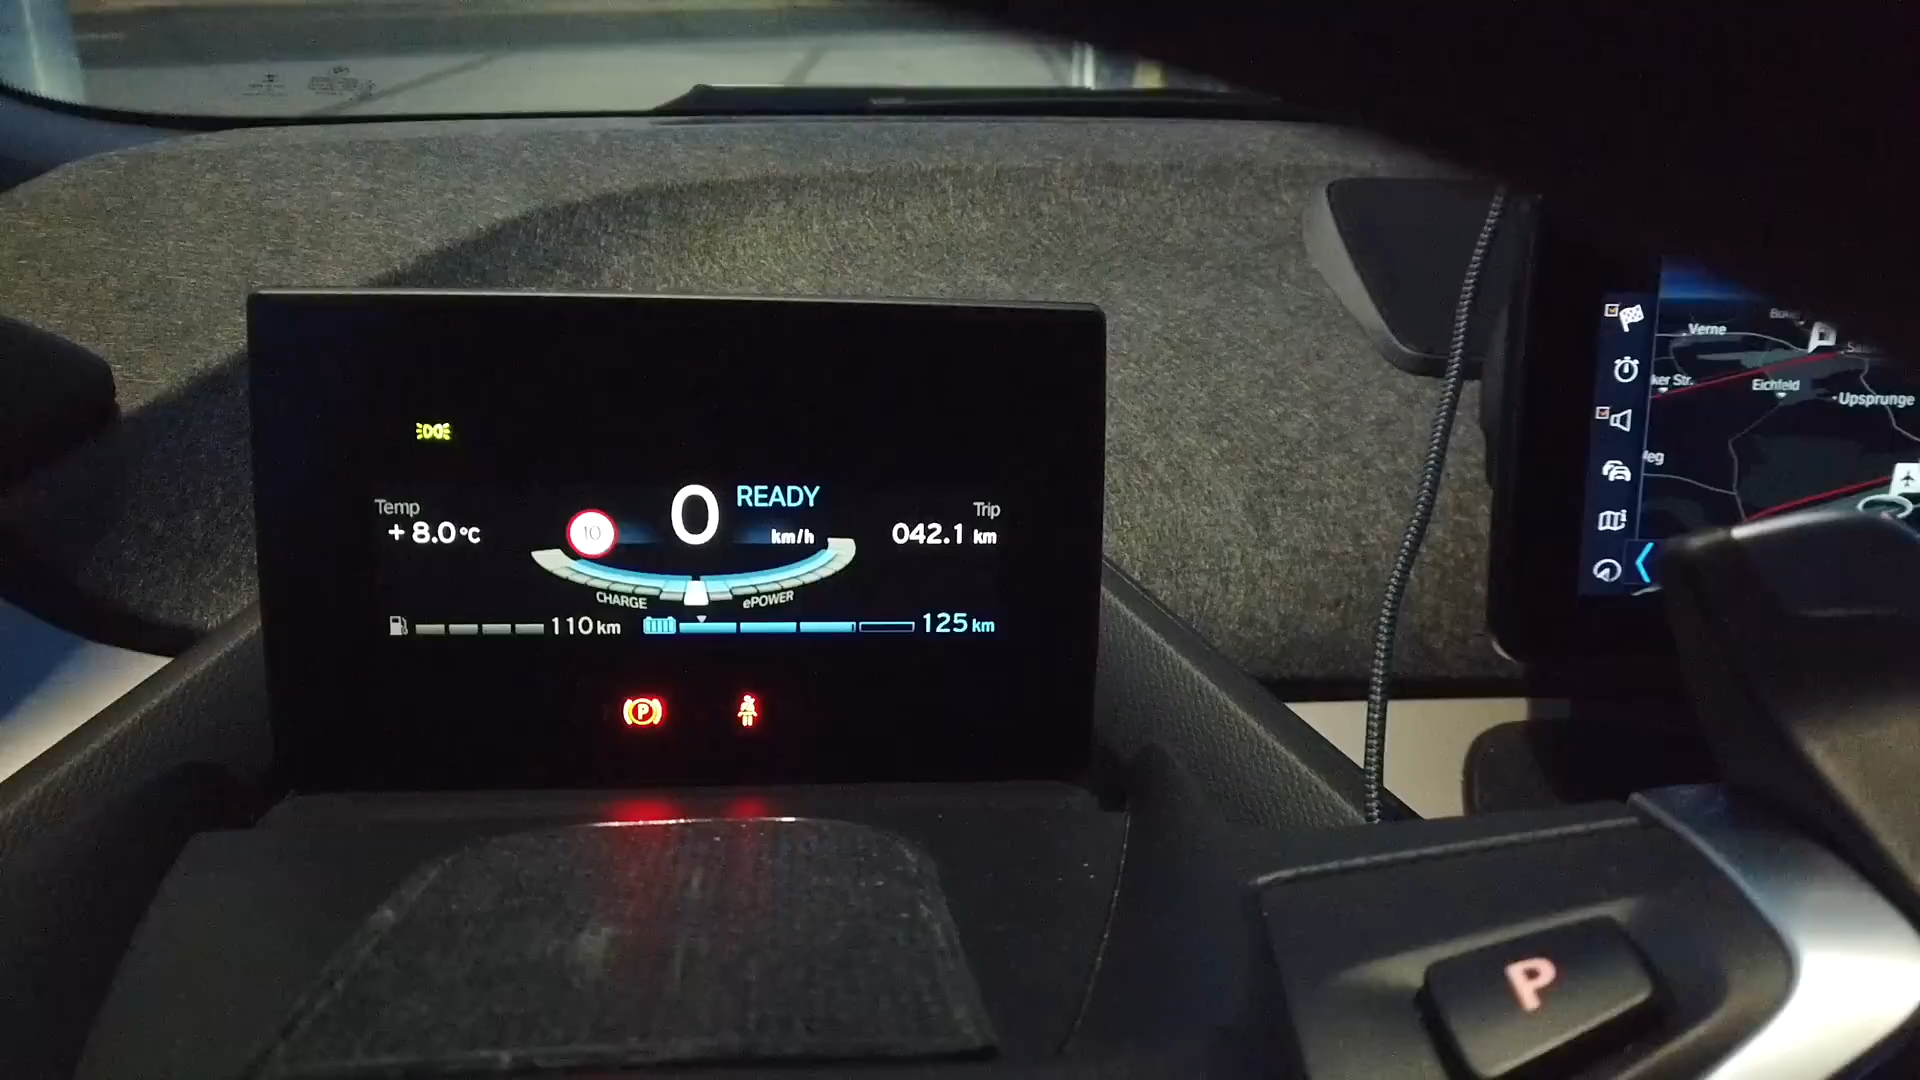 Temp
+ 8.0 °C
10
0
READY
km/h
Trip
042.1 km
CHARGE
ePOWER
110 km
125 km
P
Verne
ker Str.
Eichfeld
Upsprunge
P